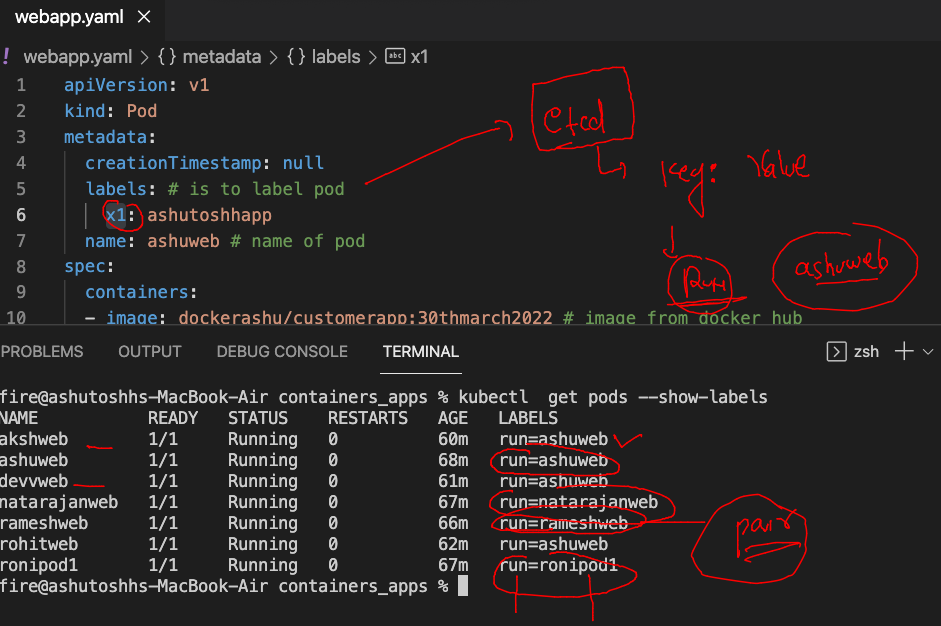 webapp.yaml ×
! webapp.yaml > {} metadata > {} labels > abc x1
1 apiVersion: v1
2 kind: Pod
3 metadata:
4 creationTimestamp: null
5 labels: # is to label pod
6 x1: ashutoshhapp
7 name: ashuweb # name of pod
8 spec:
9 containers:
10 - image: dockerashu/customerapp:30thmarch2022 # image from docker hub
etcd
key: value
Run
ashuweb
PROBLEMS OUTPUT DEBUG CONSOLE TERMINAL zsh
fire@ashutoshhs-MacBook-Air containers_apps % kubectl  get pods --show-labels
NAME READY STATUS RESTARTS AGE LABELS
akshweb 1/1 Running 0 60m run=ashuweb
ashuweb 1/1 Running 0 68m run=ashuweb
devvweb 1/1 Running 0 61m run=ashuweb
natarajanweb 1/1 Running 0 67m run=natarajanweb
rameshweb 1/1 Running 0 66m run=rameshweb
rohitweb 1/1 Running 0 62m run=ashuweb
ronipod1 1/1 Running 0 67m run=ronipod1
fire@ashutoshhs-MacBook-Air containers_apps %
pair